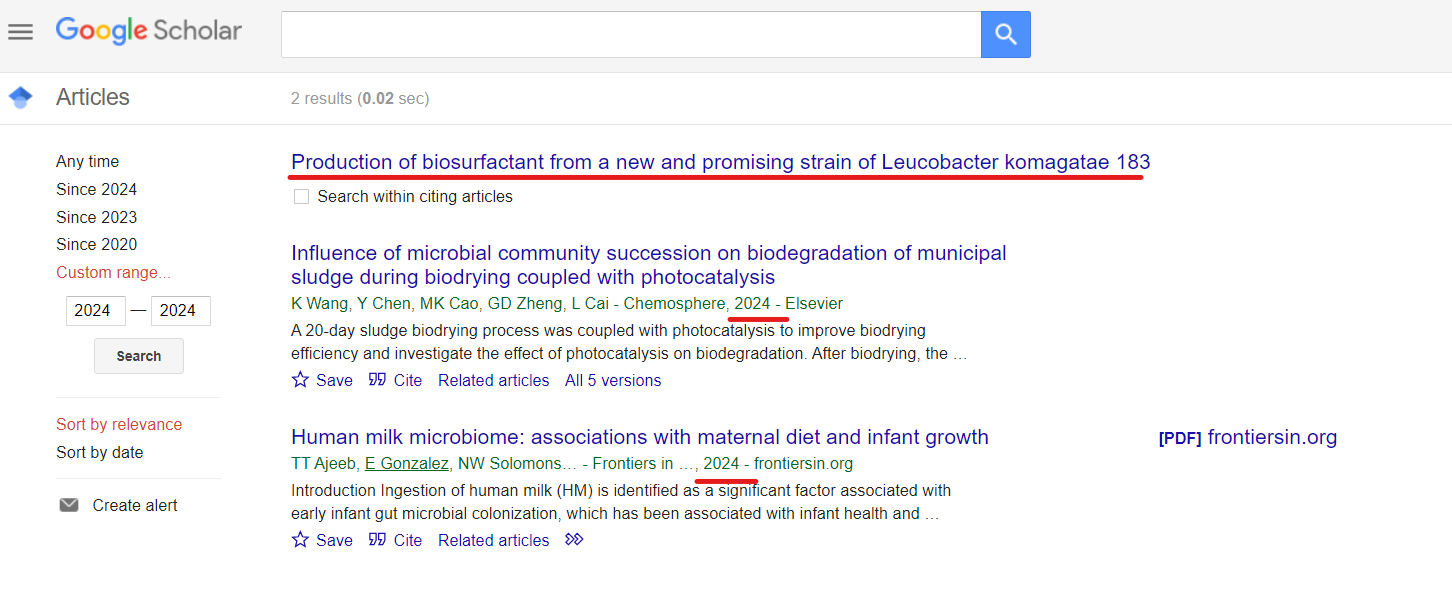 Google Scholar
Articles
2 results (0.02 sec)
Any time
Since 2024
Since 2023
Since 2020
Custom range...
2024 — 2024
Search
Sort by relevance
Sort by date
Create alert
Production of biosurfactant from a new and promising strain of Leucobacter komagatae 183
Search within citing articles
Influence of microbial community succession on biodegradation of municipal
sludge during biodrying coupled with photocatalysis
K Wang, Y Chen, MK Cao, GD Zheng, L Cai - Chemosphere, 2024 - Elsevier
A 20-day sludge biodrying process was coupled with photocatalysis to improve biodrying
efficiency and investigate the effect of photocatalysis on biodegradation. After biodrying, the …
Save Cite Related articles All 5 versions
Human milk microbiome: associations with maternal diet and infant growth
[PDF] frontiersin.org
TT Ajeeb, E Gonzalez, NW Solomons… - Frontiers in …, 2024 - frontiersin.org
Introduction Ingestion of human milk (HM) is identified as a significant factor associated with
early infant gut microbial colonization, which has been associated with infant health and …
Save Cite Related articles